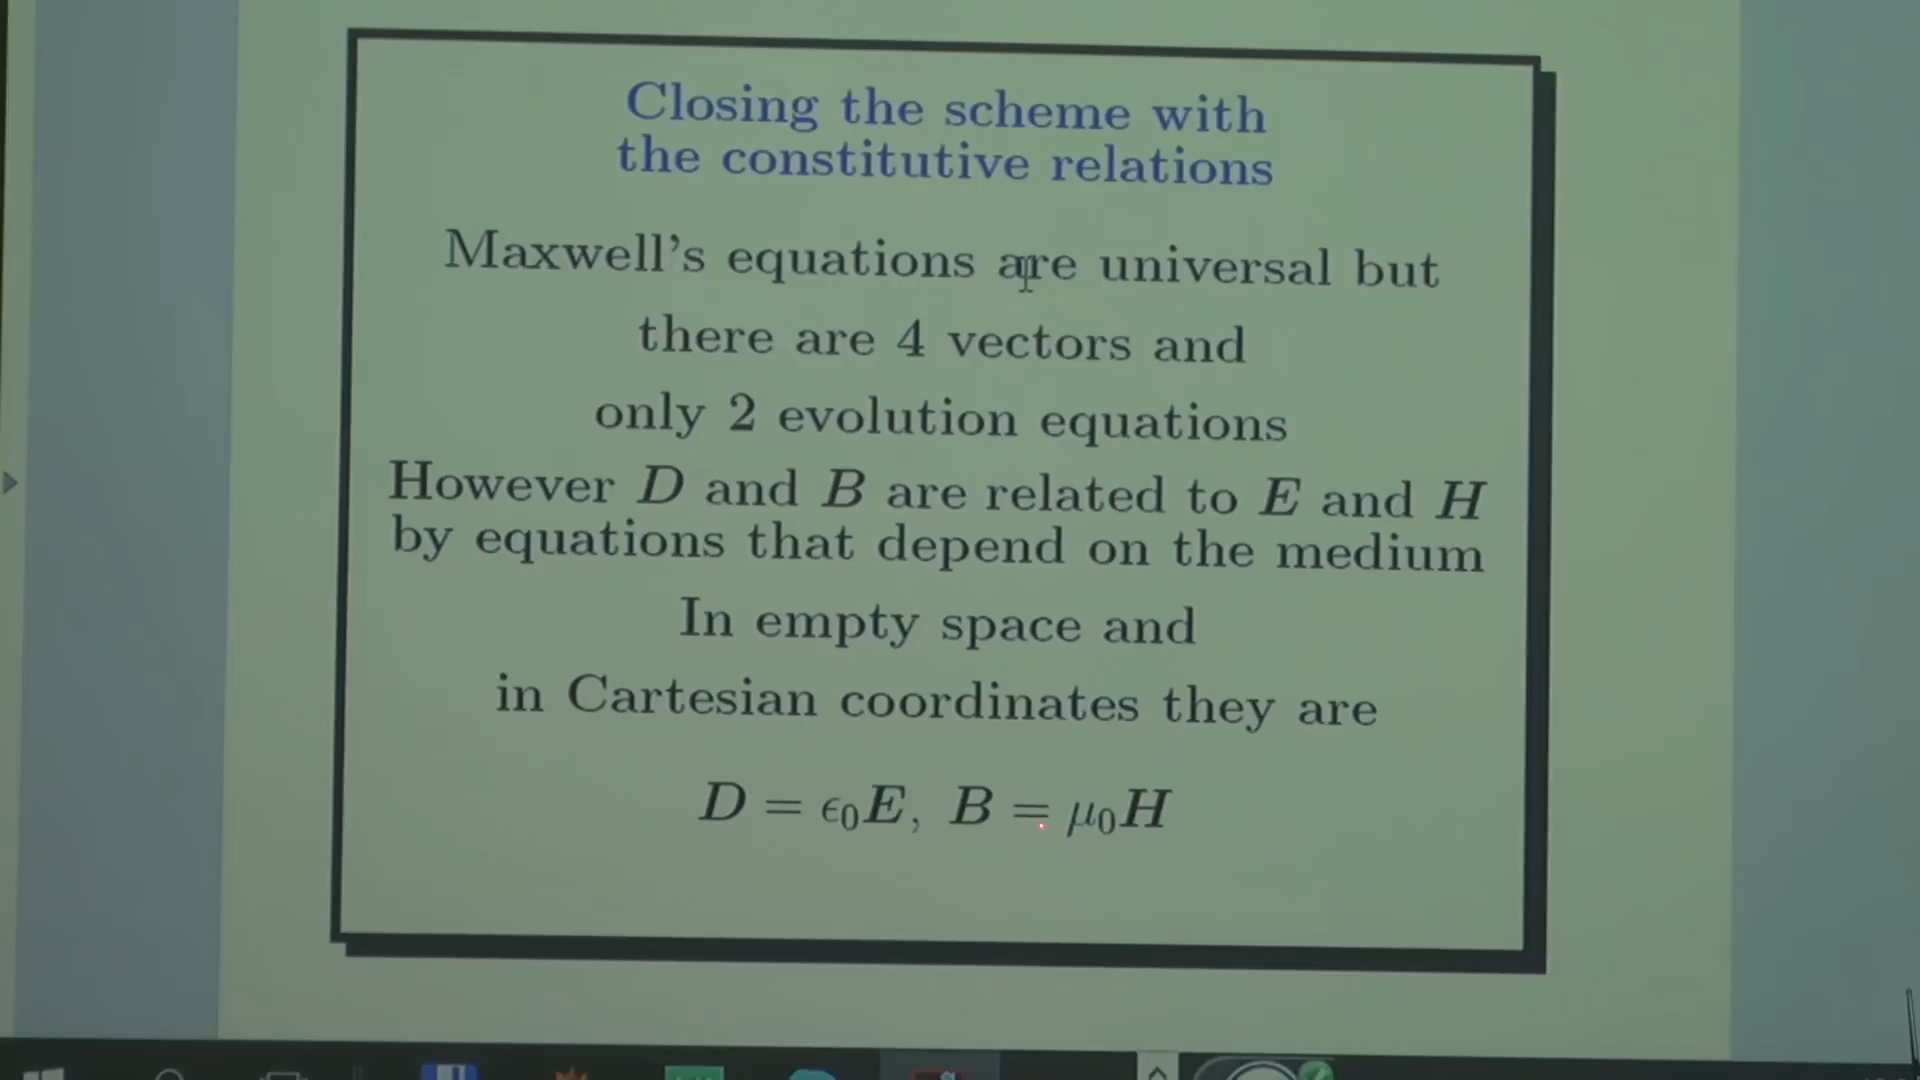 Closing the scheme with
the constitutive relations
Maxwell's equations are universal but
there are 4 vectors and
only 2 evolution equations
However D and B are related to E and H
by equations that depend on the medium
In empty space and
in Cartesian coordinates they are
D = ϵ₀E, B = μ₀H